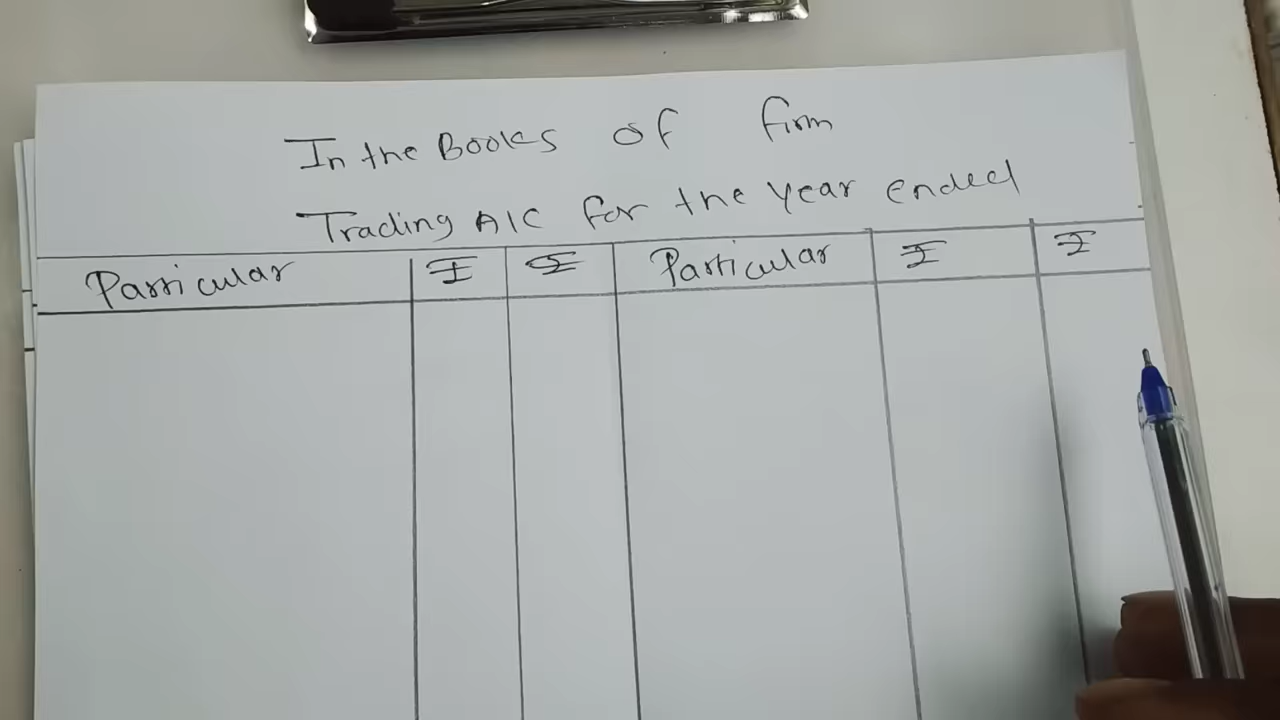 In the Books of firm
Trading A/C for the year ended
Particular ₹ ₹ Particular ₹ ₹